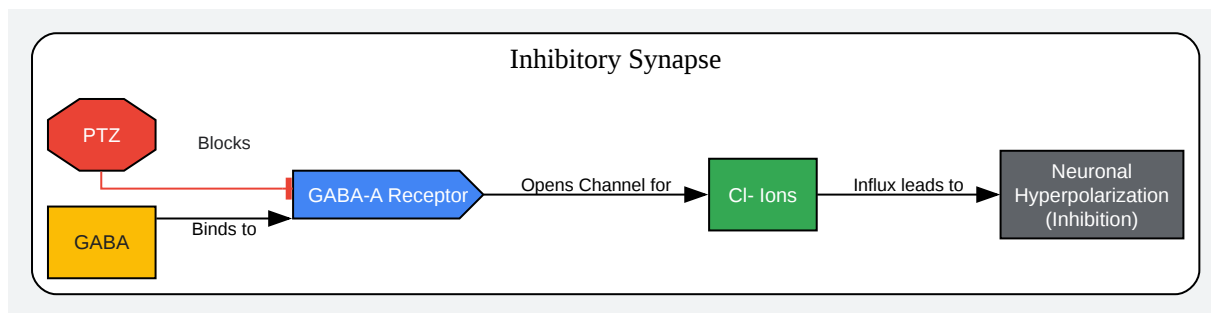 Inhibitory Synapse
PTZ
Blocks
GABA-A Receptor
Opens Channel for
Cl- Ions
Influx leads to
Neuronal
Hyperpolarization
(Inhibition)
Binds to
GABA